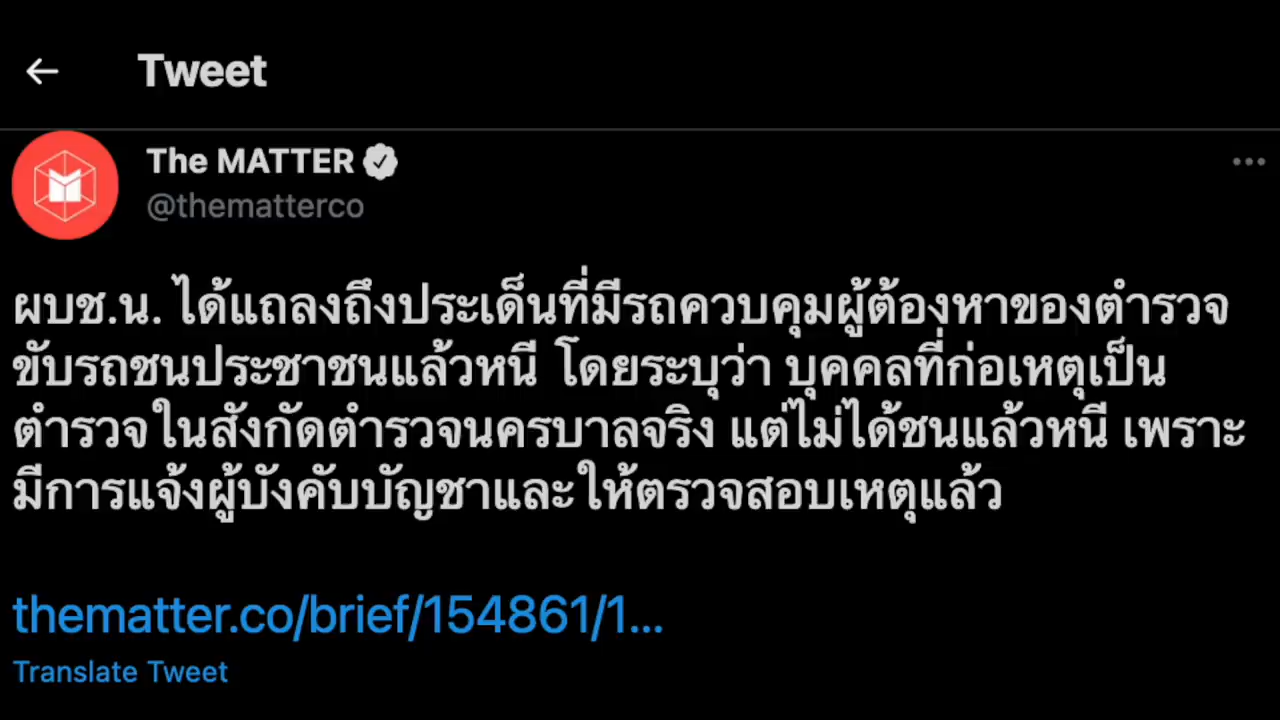 Tweet
The MATTER
@thematterco
ผบช.น. ได้แถลงถึงประเด็นที่มีรถควบคุมผู้ต้องหาของตำรวจ
ขับรถชนประชาชนแล้วหนี โดยระบุว่า บุคคลที่ก่อเหตุเป็น
ตำรวจในสังกัดตำรวจนครบาลจริง แต่ไม่ได้ชนแล้วหนี เพราะ
มีการแจ้งผู้บังคับบัญชาและให้ตรวจสอบเหตุแล้ว
thematter.co/brief/154861/1...
Translate Tweet